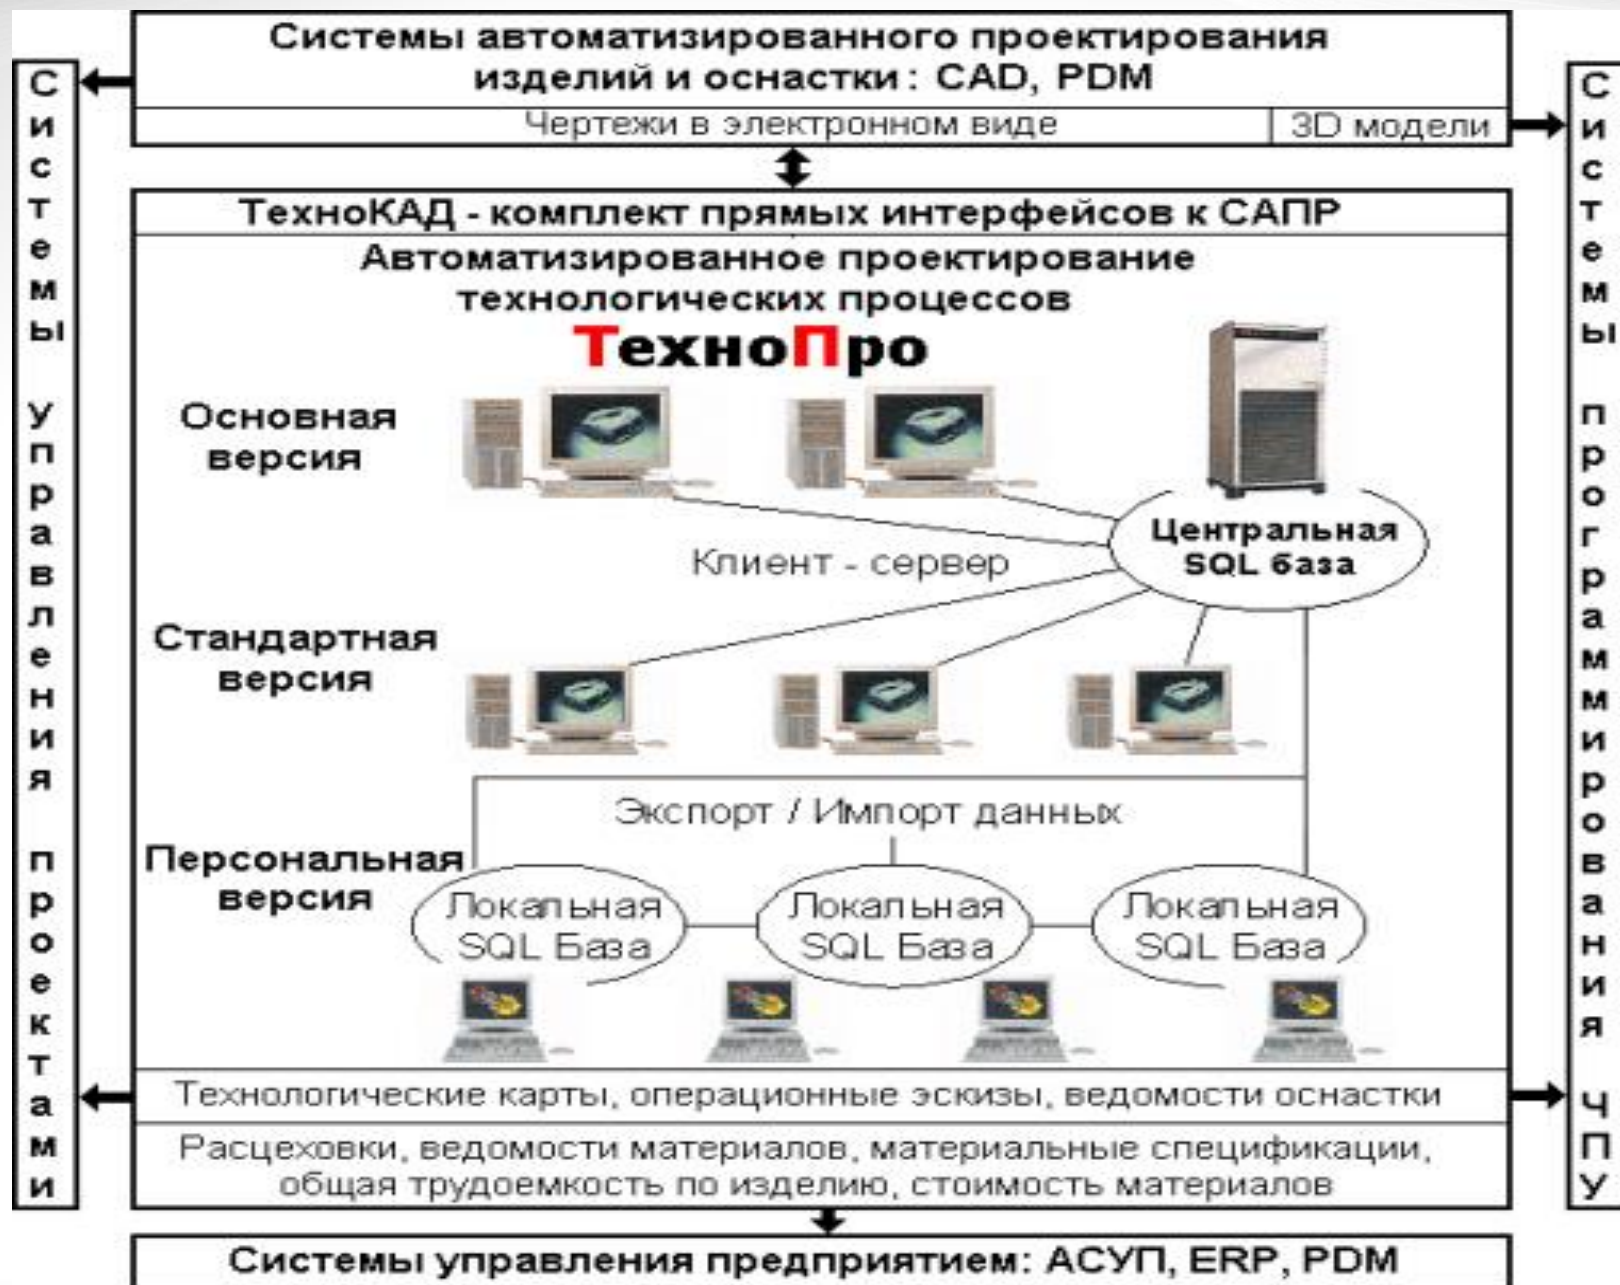 Системы автоматизированного проектирования
изделий и оснастки : CAD, PDM
Чертежи в электронном виде
3D модели
Системы управления проектами
Системы программирования ЧПУ
ТехноКАД - комплект прямых интерфейсов к САПР
Автоматизированное проектирование
технологических процессов
ТехноПро
Основная
версия
Центральная
SQL база
Клиент - сервер
Стандартная
версия
Экспорт / Импорт данных
Персональная
версия
Локальная
SQL База
Локальная
SQL База
Локальная
SQL База
Технологические карты, операционные эскизы, ведомости оснастки
Расцеховки, ведомости материалов, материальные спецификации,
общая трудоемкость по изделию, стоимость материалов
Системы управления предприятием: АСУП, ERP, PDM